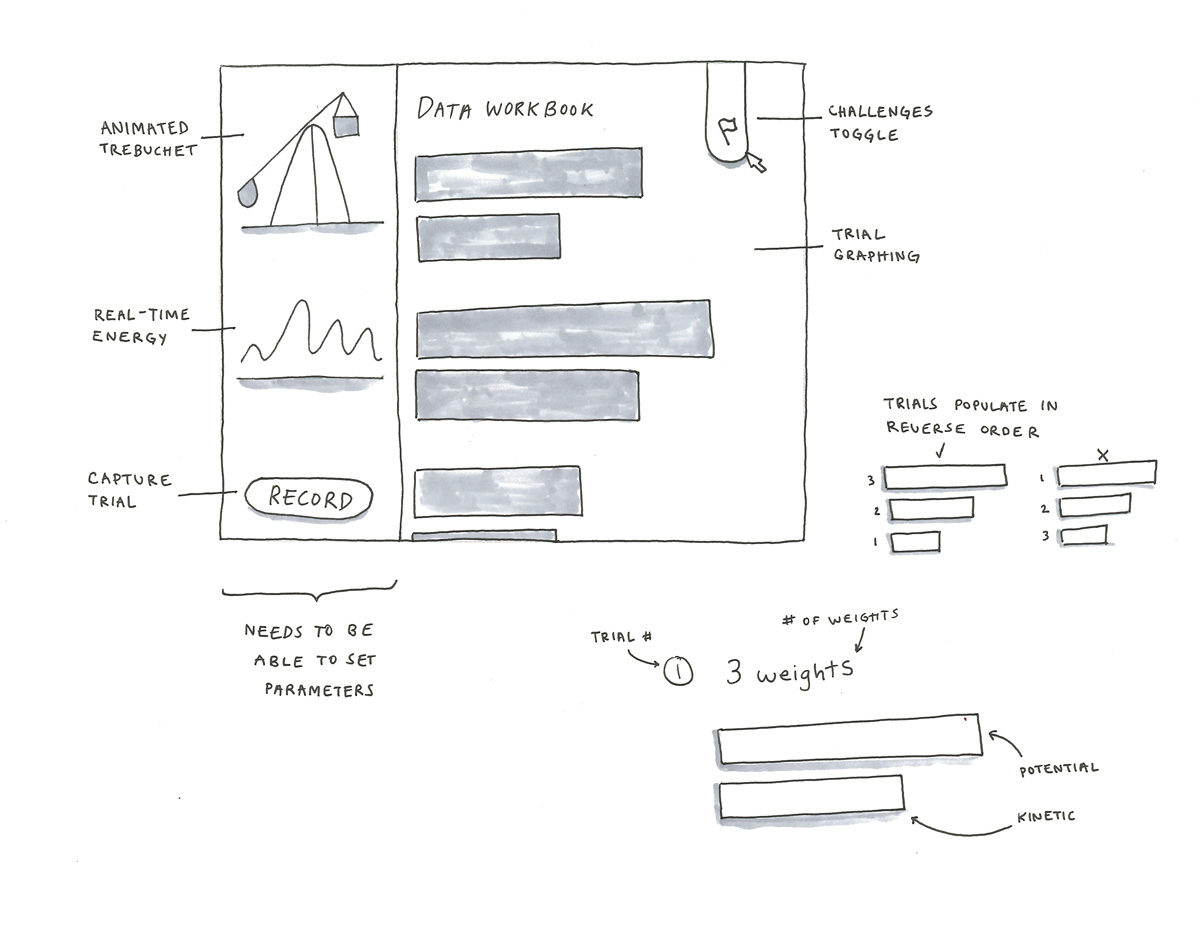 DATA WORKBOOK
ANIMATED
TREBUCHET
CHALLENGES
TOGGLE
TRIAL
GRAPHING
REAL-TIME
ENERGY
CAPTURE
TRIAL
RECORD
TRIALS POPULATE IN
REVERSE ORDER
✓
3
2
1
X
1
2
3
NEEDS TO BE
ABLE TO SET
PARAMETERS
TRIAL #
# OF WEIGHTS
1 3 weights
POTENTIAL
KINETIC